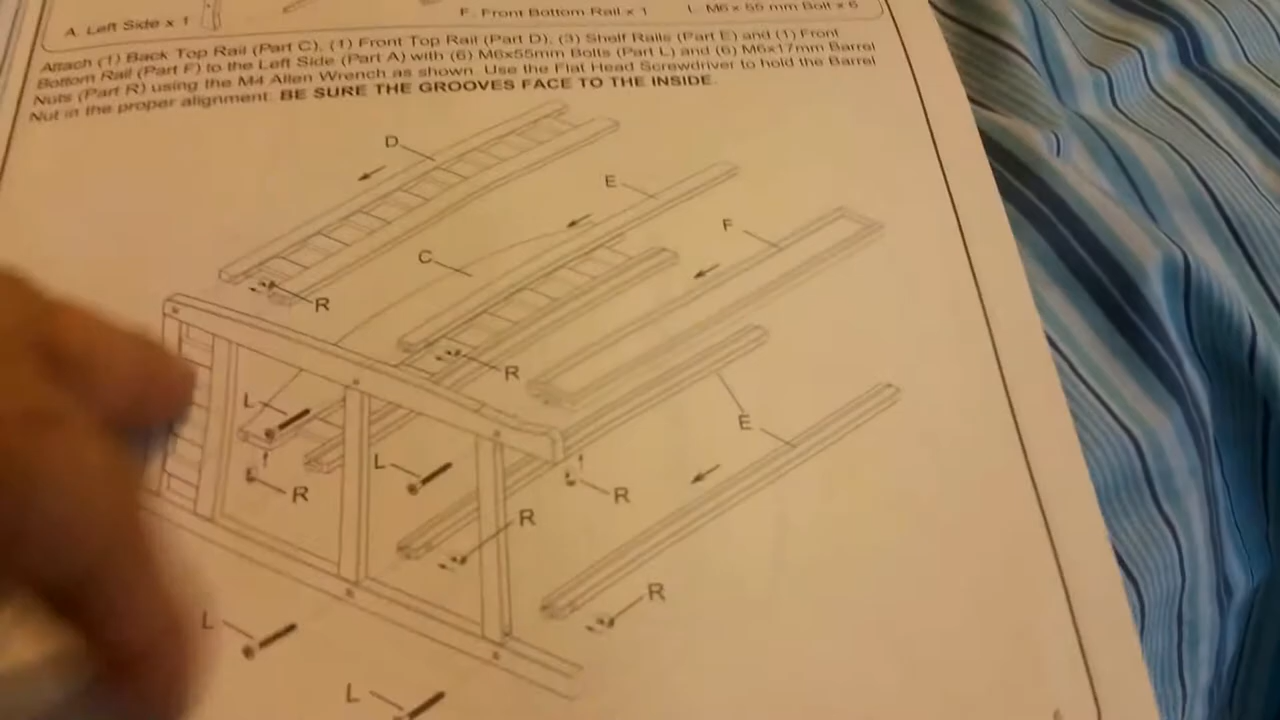 A. Left Side x 1
F. Front Bottom Rail x 1
L. M6 x 55 mm Bolt x 6
Attach (1) Back Top Rail (Part C), (1) Front Top Rail (Part D), (3) Shelf Rails (Part E) and (1) Front
Bottom Rail (Part F) to the Left Side (Part A) with (6) M6x55mm Bolts (Part L) and (6) M6x17mm Barrel
Nuts (Part R) using the M4 Allen Wrench as shown. Use the Flat Head Screwdriver to hold the Barrel
Nut in the proper alignment. BE SURE THE GROOVES FACE TO THE INSIDE.
D
E
F
C
R
R
L
E
L
R
R
R
R
L
L